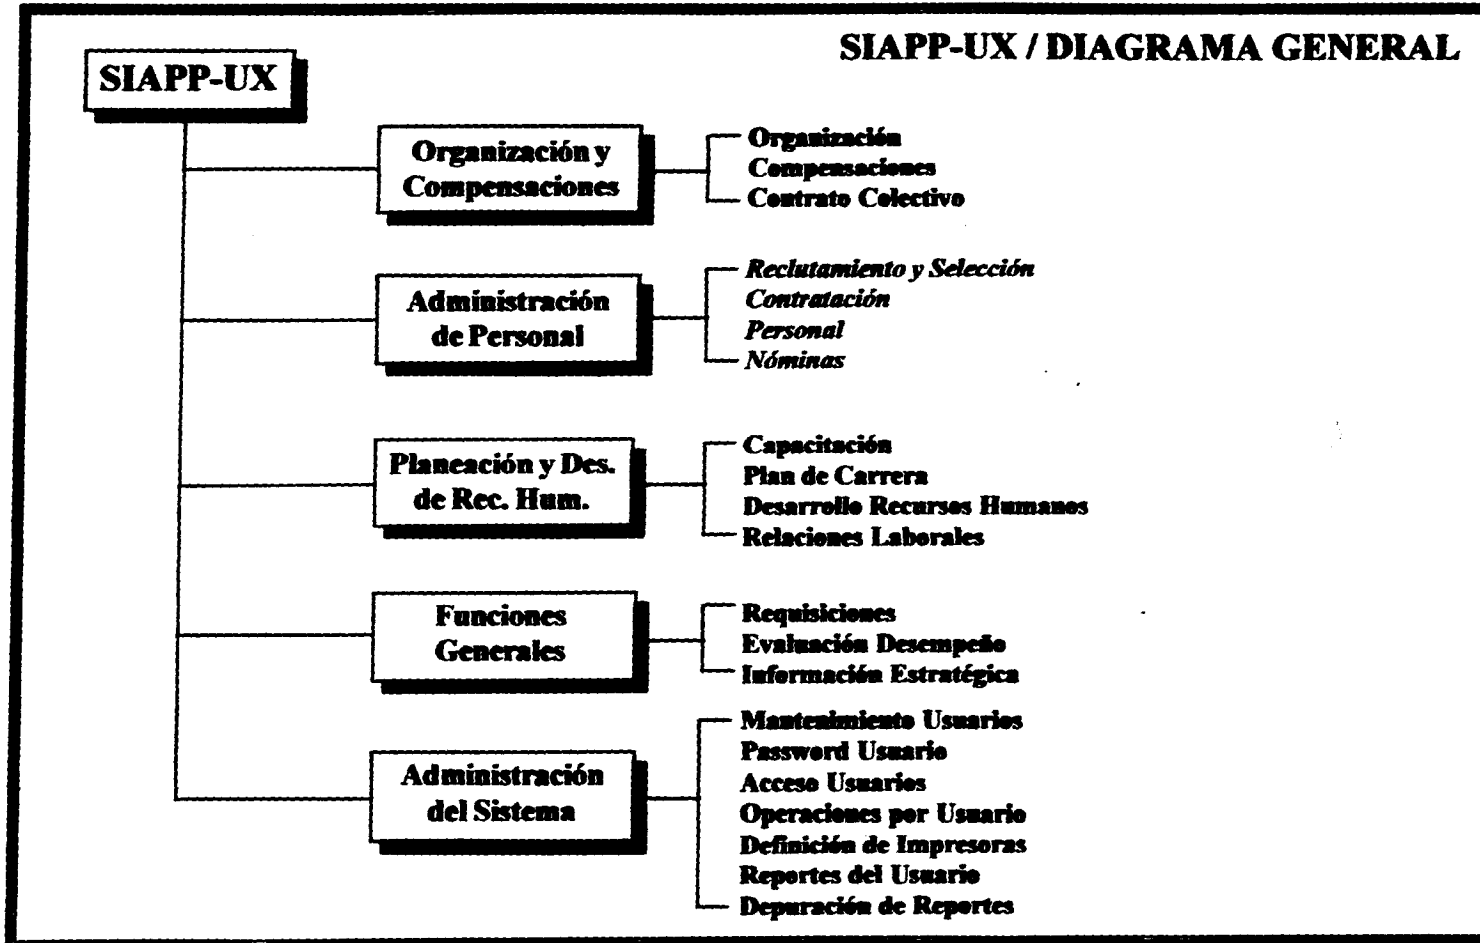 SIAPP-UX / DIAGRAMA GENERAL
SIAPP-UX
Organización y
Compensaciones
Organización
Compensaciones
Contrato Colectivo
Administración
de Personal
Reclutamiento y Selección
Contratación
Personal
Nóminas
Planeación y Des.
de Rec. Hum.
Capacitación
Plan de Carrera
Desarrollo Recursos Humanos
Relaciones Laborales
Funciones
Generales
Requisiciones
Evaluación Desempeño
Información Estratégica
Administración
del Sistema
Mantenimiento Usuarios
Password Usuario
Acceso Usuarios
Operaciones por Usuario
Definición de Impresoras
Reportes del Usuario
Depuración de Reportes